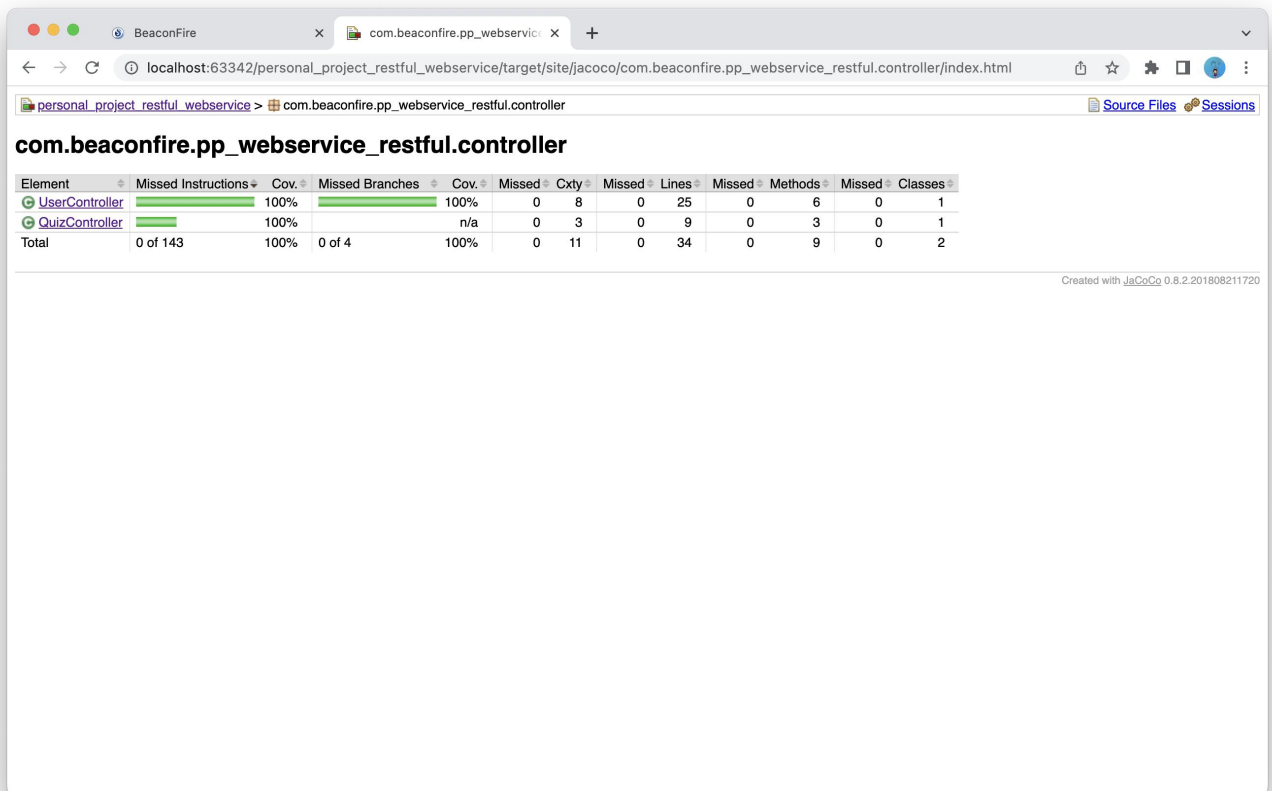 BeaconFire
com.beaconfire.pp_webservic
localhost:63342/personal_project_restful_webservice/target/site/jacoco/com.beaconfire.pp_webservice_restful.controller/index.html
personal_project_restful_webservice > com.beaconfire.pp_webservice_restful.controller Source Files Sessions
com.beaconfire.pp_webservice_restful.controller
Element Missed Instructions Cov. Missed Branches Cov. Missed Cxty Missed Lines Missed Methods Missed Classes
C UserController 100% 100% 0 8 0 25 0 6 0 1
C QuizController 100% n/a 0 3 0 9 0 3 0 1
Total 0 of 143 100% 0 of 4 100% 0 11 0 34 0 9 0 2
Created with JaCoCo 0.8.2.201808211720